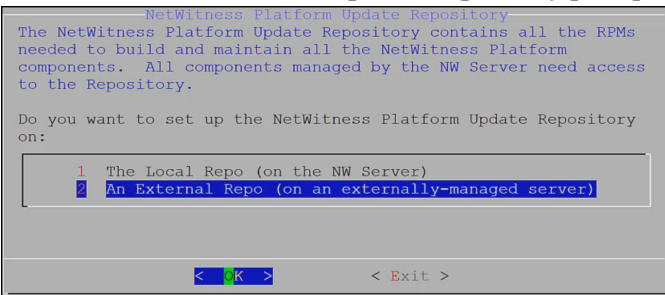 NetWitness Platform Update Repository
The NetWitness Platform Update Repository contains all the RPMs
needed to build and maintain all the NetWitness Platform
components.  All components managed by the NW Server need access
to the Repository.
Do you want to set up the NetWitness Platform Update Repository
on:
1 The Local Repo (on the NW Server)
2 An External Repo (on an externally-managed server)
< OK > < Exit >